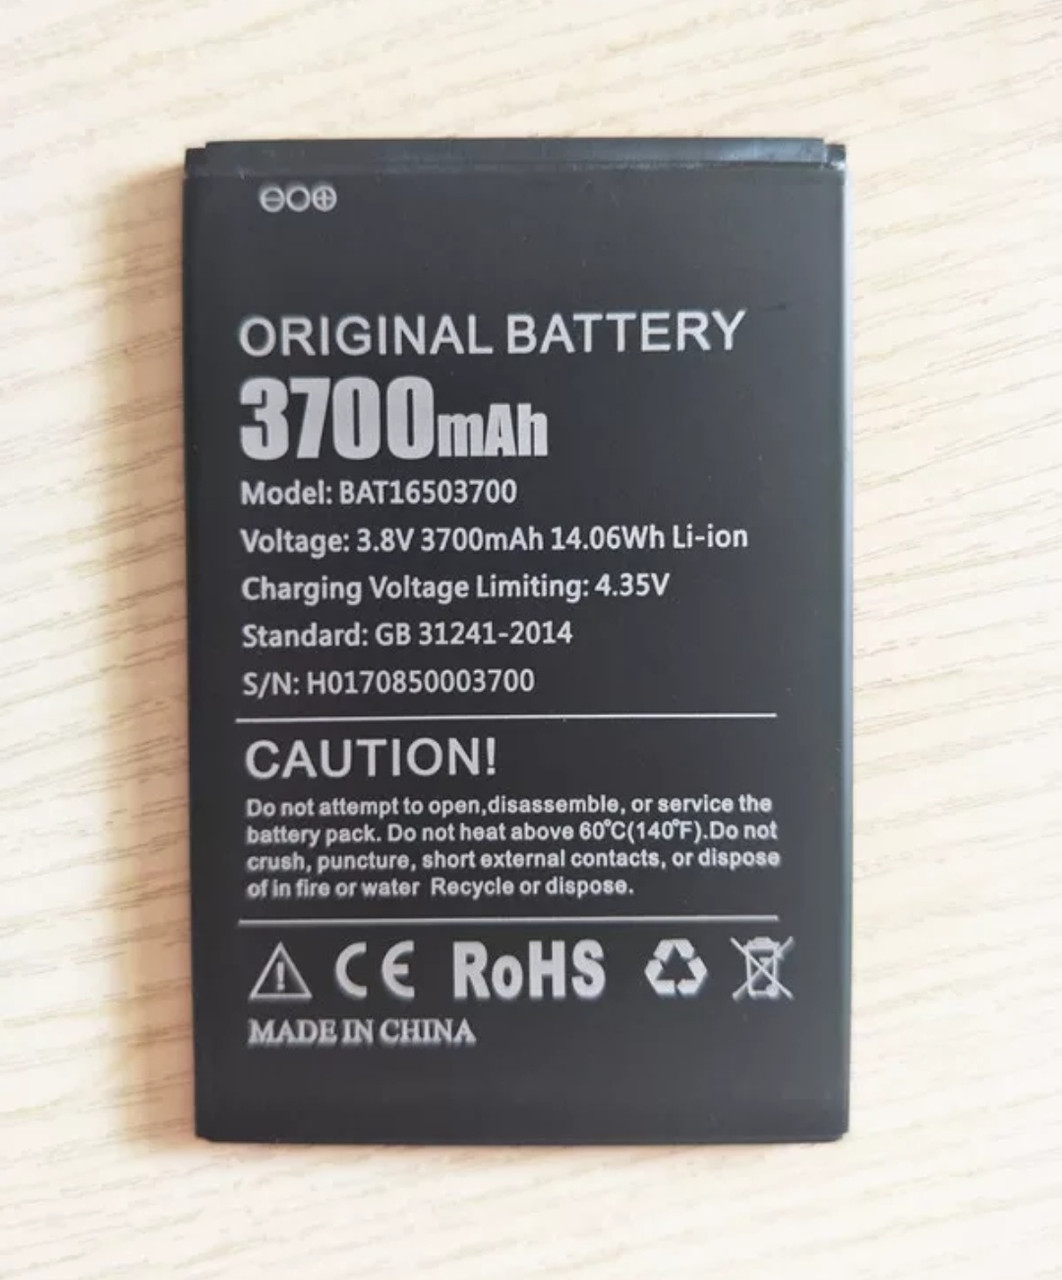 ⊖○⊕
ORIGINAL BATTERY
3700mAh
Model: BAT16503700
Voltage: 3.8V 3700mAh 14.06Wh Li-ion
Charging Voltage Limiting: 4.35V
Standard: GB 31241-2014
S/N: H0170850003700
CAUTION!
Do not attempt to open,disassemble, or service the
battery pack. Do not heat above 60°C(140°F).Do not
crush, puncture, short external contacts, or dispose
of in fire or water Recycle or dispose.
CE RoHS
MADE IN CHINA